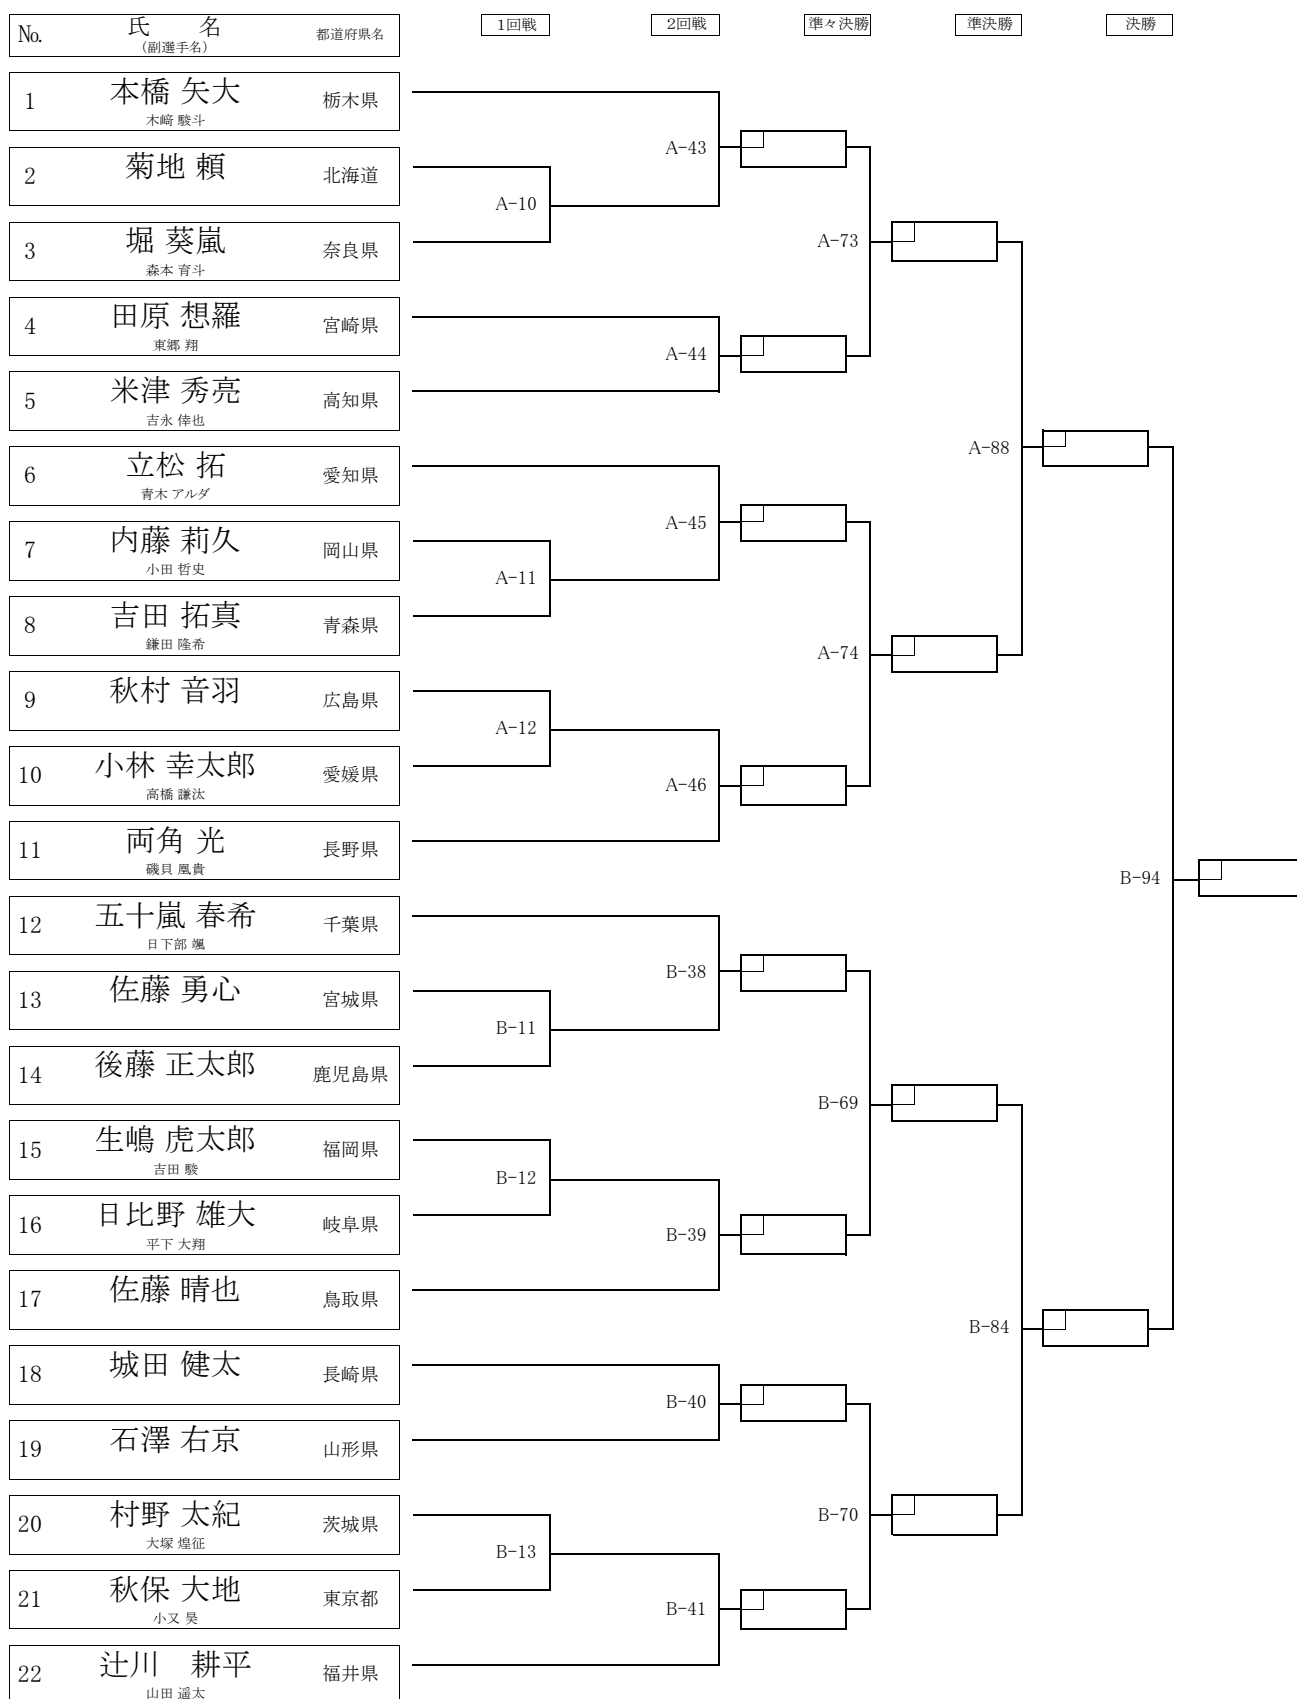 No. 氏 名 都道府県名 1回戦 2回戦 準々決勝 準決勝 決勝
(副選手名)
1 本橋 矢大 栃木県
木﨑 駿斗
A-43
2 菊地 頼 北海道
A-10
3 堀 葵嵐 奈良県
森本 育斗
A-73
4 田原 想羅 宮崎県
東郷 翔
A-44
5 米津 秀亮 高知県
吉永 倖也
A-88
6 立松 拓 愛知県
青木 アルダ
A-45
7 内藤 莉久 岡山県
小田 哲史
A-11
8 吉田 拓真 青森県
鎌田 隆希
A-74
9 秋村 音羽 広島県
A-12
10 小林 幸太郎 愛媛県
高橋 謙汰
A-46
11 両角 光 長野県
磯貝 凰貴
B-94
12 五十嵐 春希 千葉県
日下部 颯
B-38
13 佐藤 勇心 宮城県
B-11
14 後藤 正太郎 鹿児島県
B-69
15 生嶋 虎太郎 福岡県
吉田 駿
B-12
16 日比野 雄大 岐阜県
平下 大翔
B-39
17 佐藤 晴也 鳥取県
B-84
18 城田 健太 長崎県
B-40
19 石澤 右京 山形県
B-70
20 村野 太紀 茨城県
大塚 煌征
B-13
21 秋保 大地 東京都
小又 昊
B-41
22 辻川 耕平 福井県
山田 遥太